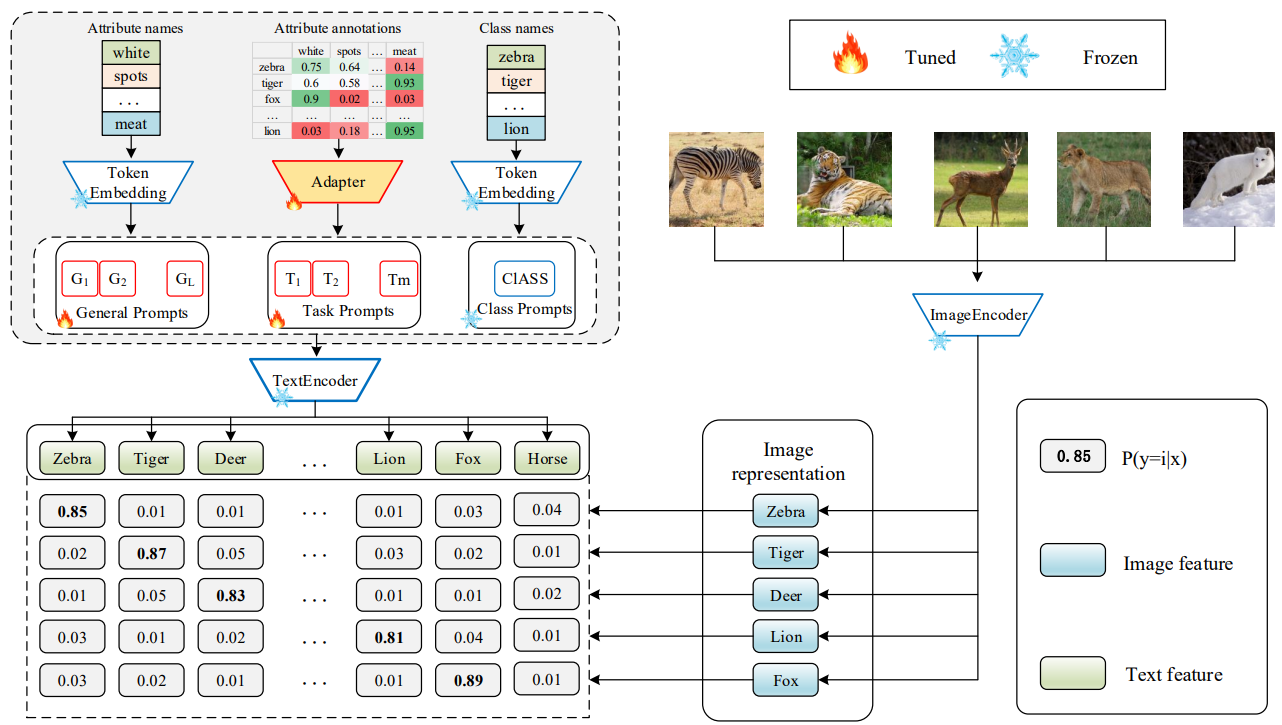 Attribute names
white
spots
...
meat
Token
Embedding
Attribute annotations
white spots ... meat
zebra 0.75 0.64 ... 0.14
tiger 0.6 0.58 ... 0.93
fox 0.9 0.02 ... 0.03
... ... ... ...
lion 0.03 0.18 ... 0.95
Adapter
Class names
zebra
tiger
...
lion
Token
Embedding
G1 G2 GL
General Prompts
T1 T2 Tm
Task Prompts
ClASS
Class Prompts
TextEncoder
Tuned Frozen
ImageEncoder
Zebra Tiger Deer ... Lion Fox Horse
0.85 0.01 0.01 ... 0.01 0.03 0.04
0.02 0.87 0.05 ... 0.03 0.02 0.01
0.01 0.05 0.83 ... 0.01 0.01 0.02
0.03 0.01 0.02 ... 0.81 0.04 0.01
0.03 0.02 0.01 ... 0.01 0.89 0.01
Image
representation
Zebra
Tiger
Deer
Lion
Fox
0.85 P(y=i|x)
Image feature
Text feature